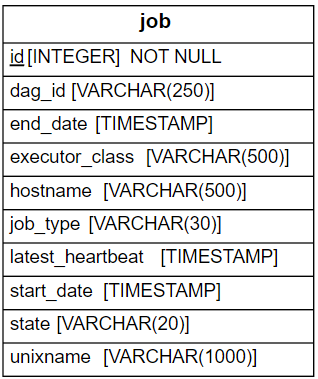 job
id [INTEGER] NOT NULL
dag_id [VARCHAR(250)]
end_date [TIMESTAMP]
executor_class [VARCHAR(500)]
hostname [VARCHAR(500)]
job_type [VARCHAR(30)]
latest_heartbeat [TIMESTAMP]
start_date [TIMESTAMP]
state [VARCHAR(20)]
unixname [VARCHAR(1000)]